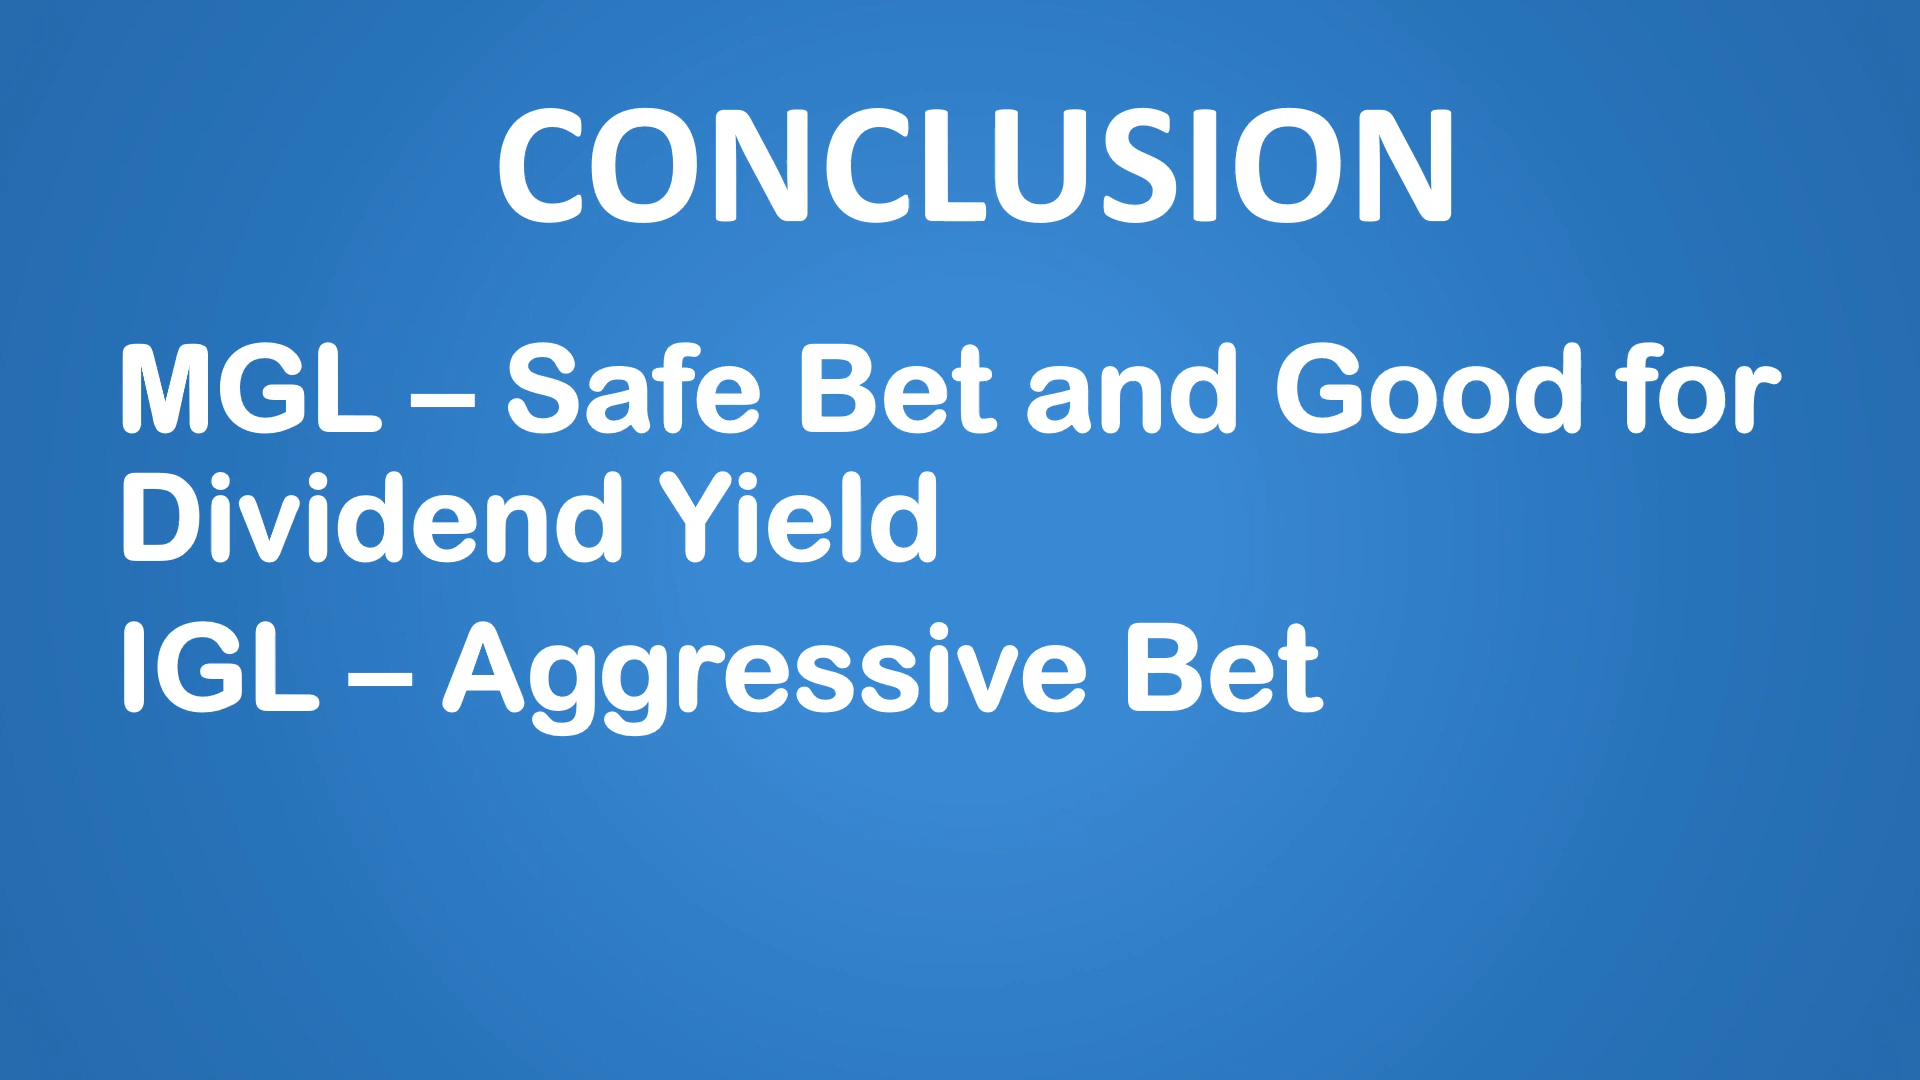 CONCLUSION
MGL – Safe Bet and Good for
Dividend Yield
IGL – Aggressive Bet